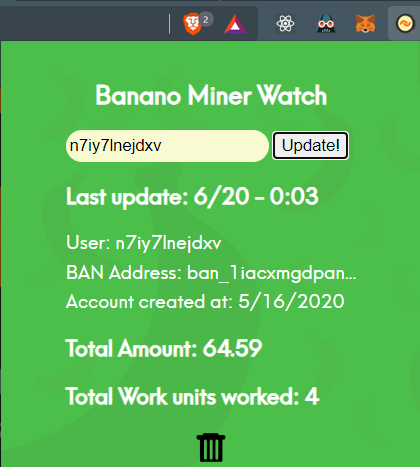 2
Banano Miner Watch
n7iy7lnejdxv Update!
Last update: 6/20 - 0:03
User: n7iy7lnejdxv
BAN Address: ban_1iacxmgdpan...
Account created at: 5/16/2020
Total Amount: 64.59
Total Work units worked: 4